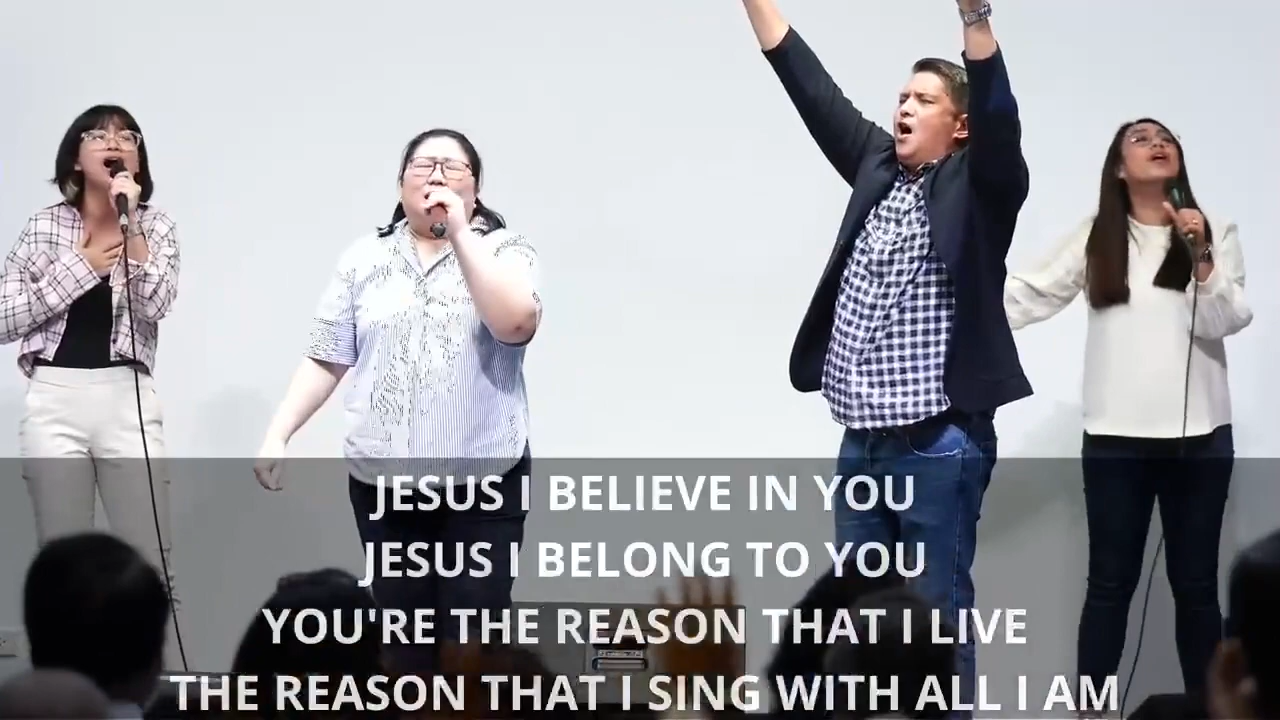 JESUS I BELIEVE IN YOU
JESUS I BELONG TO YOU
YOU'RE THE REASON THAT I LIVE
THE REASON THAT I SING WITH ALL I AM